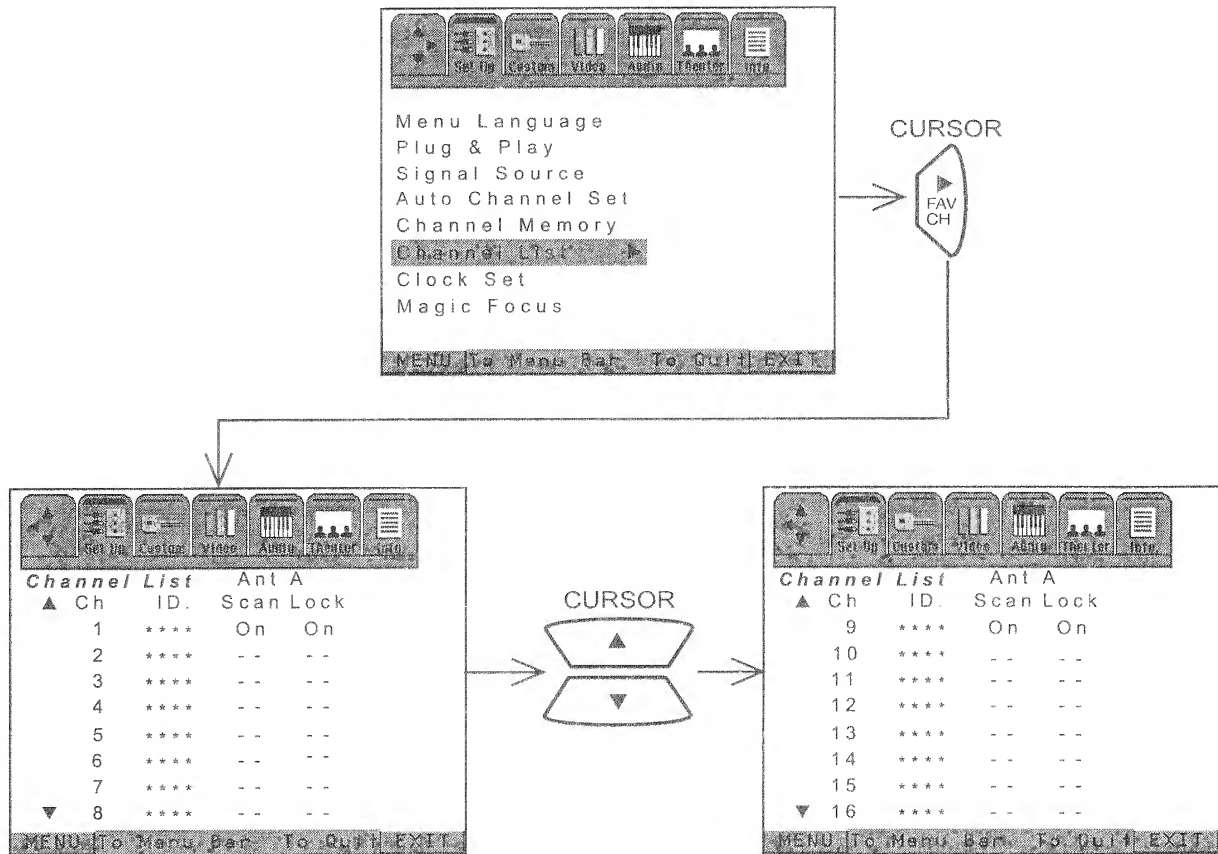 Set Up Custom Video Audio Theater Info
Menu Language
Plug & Play
Signal Source
Auto Channel Set
Channel Memory
Channel List
Clock Set
Magic Focus
MENU To Menu Bar To Quit EXIT
CURSOR
FAV
CH
Set Up Custom Video Audio Theater Info
Channel List Ant A
Ch ID. Scan Lock
1 **** On On
2 **** -- --
3 **** -- --
4 **** -- --
5 **** -- --
6 **** -- --
7 **** -- --
8 **** -- --
MENU To Menu Bar To Quit EXIT
CURSOR
Set Up Custom Video Audio Theater Info
Channel List Ant A
Ch ID. Scan Lock
9 **** On On
10 **** -- --
11 **** -- --
12 **** -- --
13 **** -- --
14 **** -- --
15 **** -- --
16 **** -- --
MENU To Menu Bar To Quit EXIT